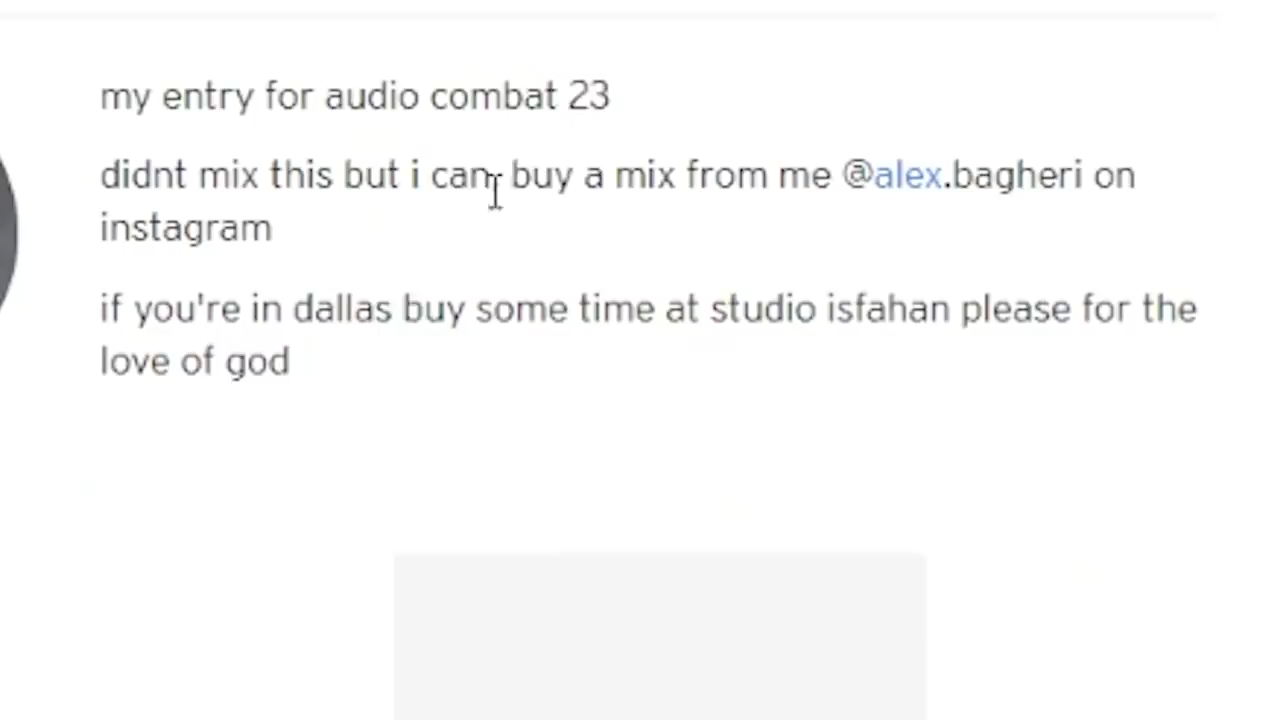 my entry for audio combat 23
didnt mix this but i can, buy a mix from me @alex.bagheri on
instagram
if you're in dallas buy some time at studio isfahan please for the
love of god